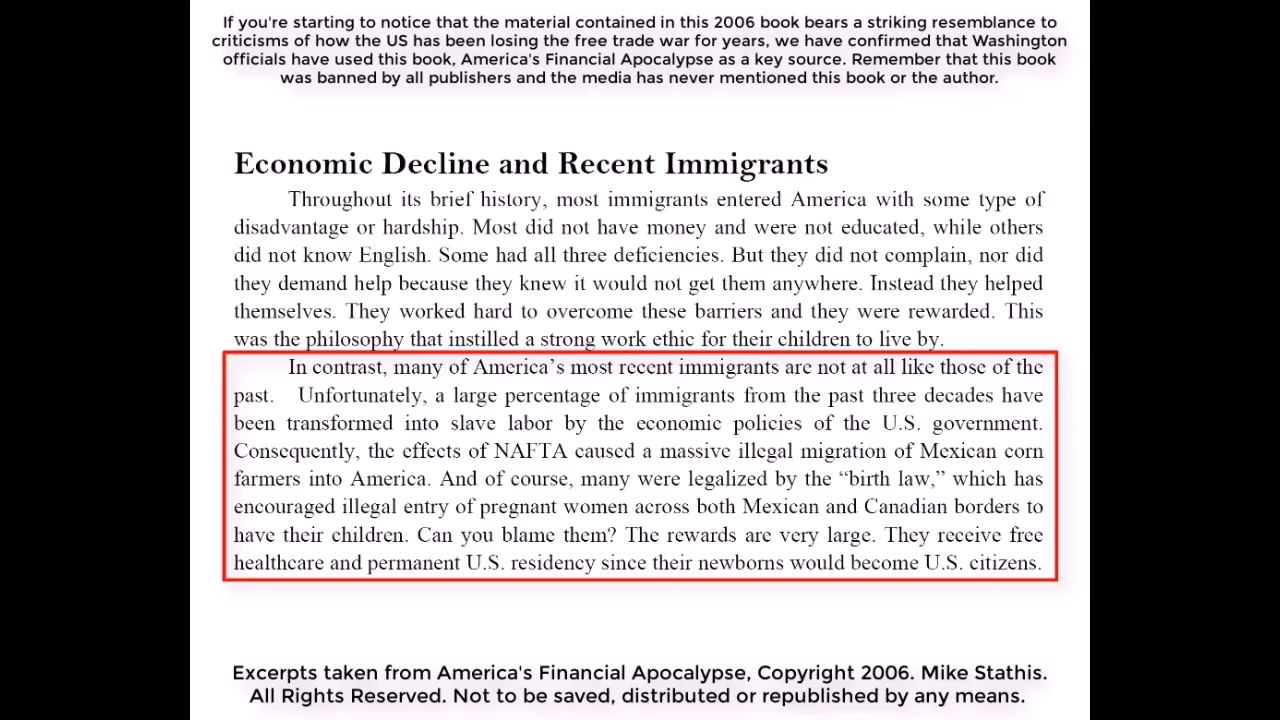 If you're starting to notice that the material contained in this 2006 book bears a striking resemblance to
criticisms of how the US has been losing the free trade war for years, we have confirmed that Washington
officials have used this book, America's Financial Apocalypse as a key source. Remember that this book
was banned by all publishers and the media has never mentioned this book or the author.
Economic Decline and Recent Immigrants
Throughout its brief history, most immigrants entered America with some type of
disadvantage or hardship. Most did not have money and were not educated, while others
did not know English. Some had all three deficiencies. But they did not complain, nor did
they demand help because they knew it would not get them anywhere. Instead they helped
themselves. They worked hard to overcome these barriers and they were rewarded. This
was the philosophy that instilled a strong work ethic for their children to live by.
In contrast, many of America’s most recent immigrants are not at all like those of the
past. Unfortunately, a large percentage of immigrants from the past three decades have
been transformed into slave labor by the economic policies of the U.S. government.
Consequently, the effects of NAFTA caused a massive illegal migration of Mexican corn
farmers into America. And of course, many were legalized by the “birth law,” which has
encouraged illegal entry of pregnant women across both Mexican and Canadian borders to
have their children. Can you blame them? The rewards are very large. They receive free
healthcare and permanent U.S. residency since their newborns would become U.S. citizens.
Excerpts taken from America's Financial Apocalypse, Copyright 2006. Mike Stathis.
All Rights Reserved. Not to be saved, distributed or republished by any means.